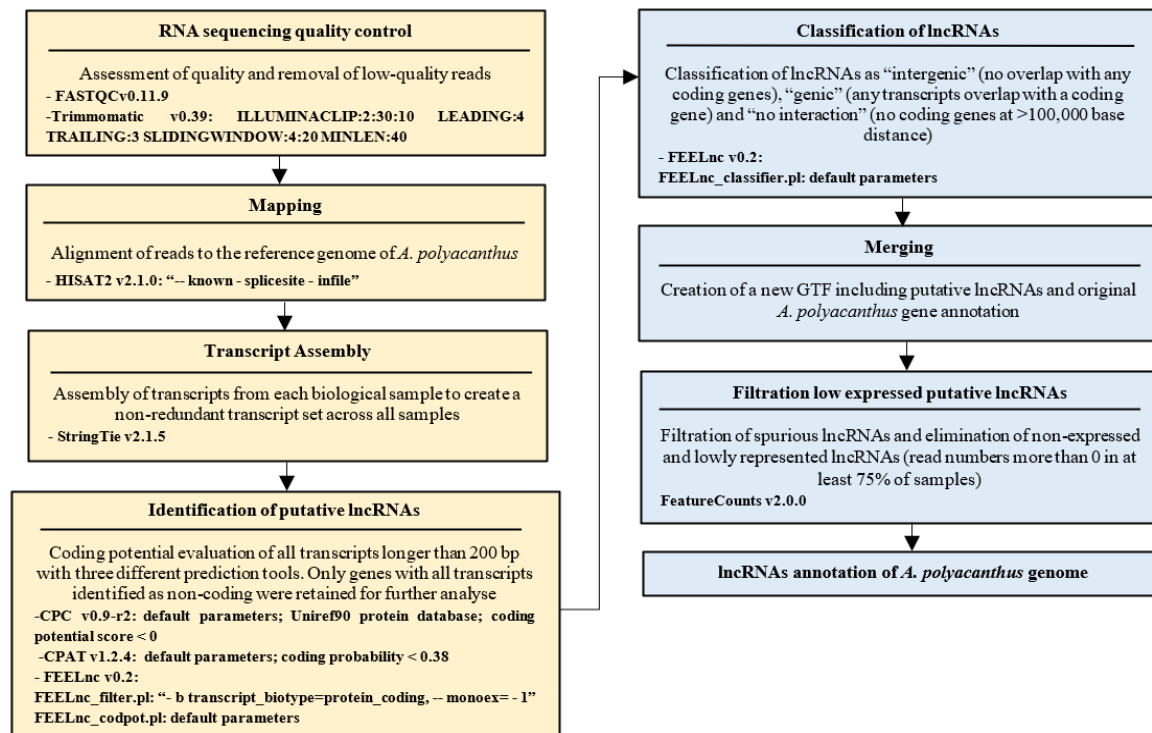 RNA sequencing quality control
Assessment of quality and removal of low-quality reads
- FASTQCv0.11.9
-Trimmomatic v0.39: ILLUMINACLIP:2:30:10 LEADING:4
TRAILING:3 SLIDINGWINDOW:4:20 MINLEN:40
Mapping
Alignment of reads to the reference genome of A. polyacanthus
- HISAT2 v2.1.0: “-- known - splicesite - infile”
Transcript Assembly
Assembly of transcripts from each biological sample to create a
non-redundant transcript set across all samples
- StringTie v2.1.5
Identification of putative lncRNAs
Coding potential evaluation of all transcripts longer than 200 bp
with three different prediction tools. Only genes with all transcripts
identified as non-coding were retained for further analyse
-CPC v0.9-r2: default parameters; Uniref90 protein database; coding
potential score < 0
-CPAT v1.2.4: default parameters; coding probability < 0.38
- FEELnc v0.2:
FEELnc_filter.pl: “- b transcript_biotype=protein_coding, -- monoex= - 1”
FEELnc_codpot.pl: default parameters
Classification of lncRNAs
Classification of lncRNAs as “intergenic” (no overlap with any
coding genes), “genic” (any transcripts overlap with a coding
gene) and “no interaction” (no coding genes at >100,000 base
distance)
- FEELnc v0.2:
FEELnc_classifier.pl: default parameters
Merging
Creation of a new GTF including putative lncRNAs and original
A. polyacanthus gene annotation
Filtration low expressed putative lncRNAs
Filtration of spurious lncRNAs and elimination of non-expressed
and lowly represented lncRNAs (read numbers more than 0 in at
least 75% of samples)
FeatureCounts v2.0.0
lncRNAs annotation of A. polyacanthus genome